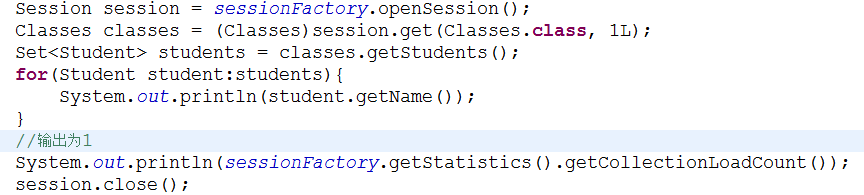 Session session = sessionFactory.openSession();
Classes classes = (Classes)session.get(Classes.class, 1L);
Set<Student> students = classes.getStudents();
for(Student student:students){
    System.out.println(student.getName());
}
//输出为1
System.out.println(sessionFactory.getStatistics().getCollectionLoadCount());
session.close();